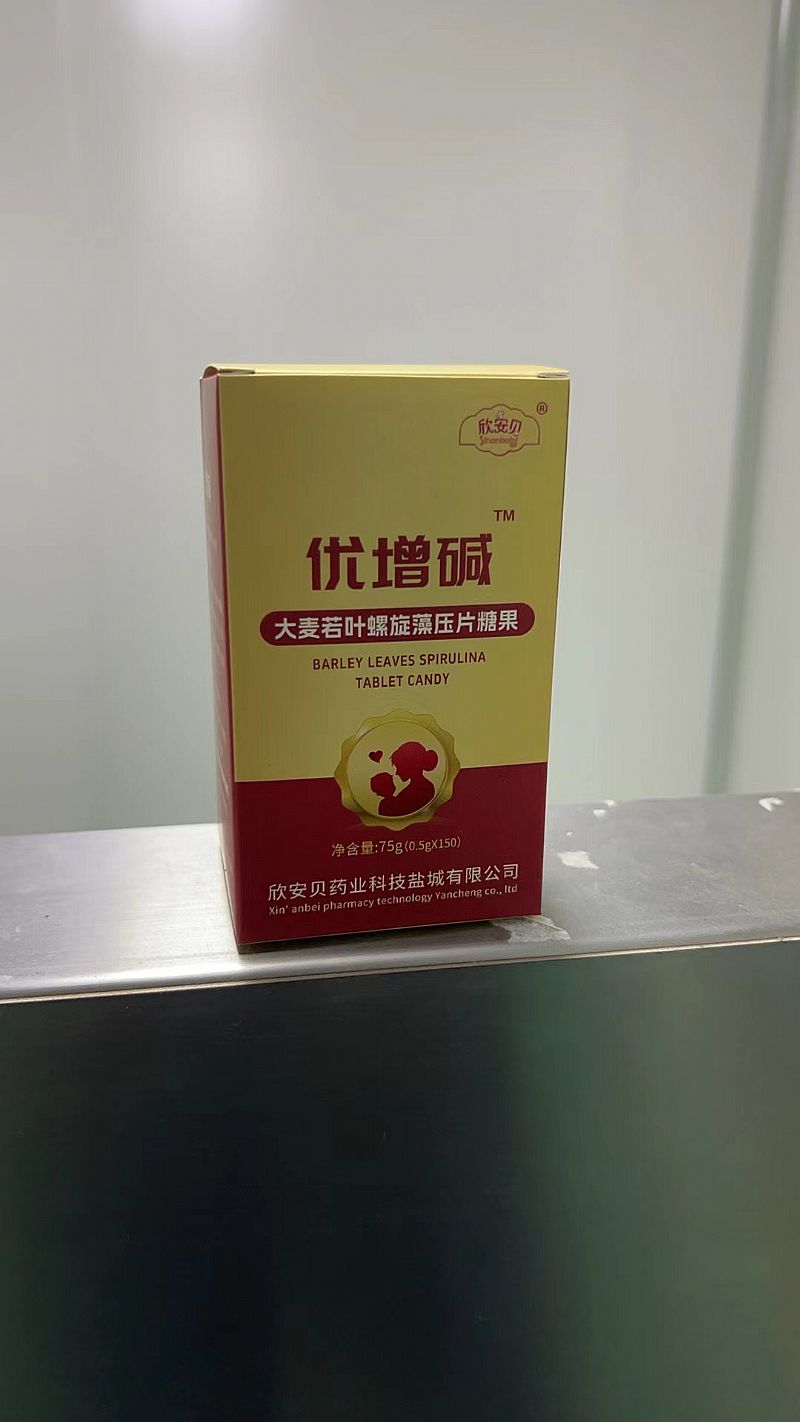 欣安贝
®
TM
优增碱
大麦若叶螺旋藻压片糖果
BARLEY LEAVES SPIRULINA
TABLET CANDY
净含量:75g(0.5gX150)
欣安贝药业科技盐城有限公司
Xin' anbei pharmacy technology Yancheng co., ltd